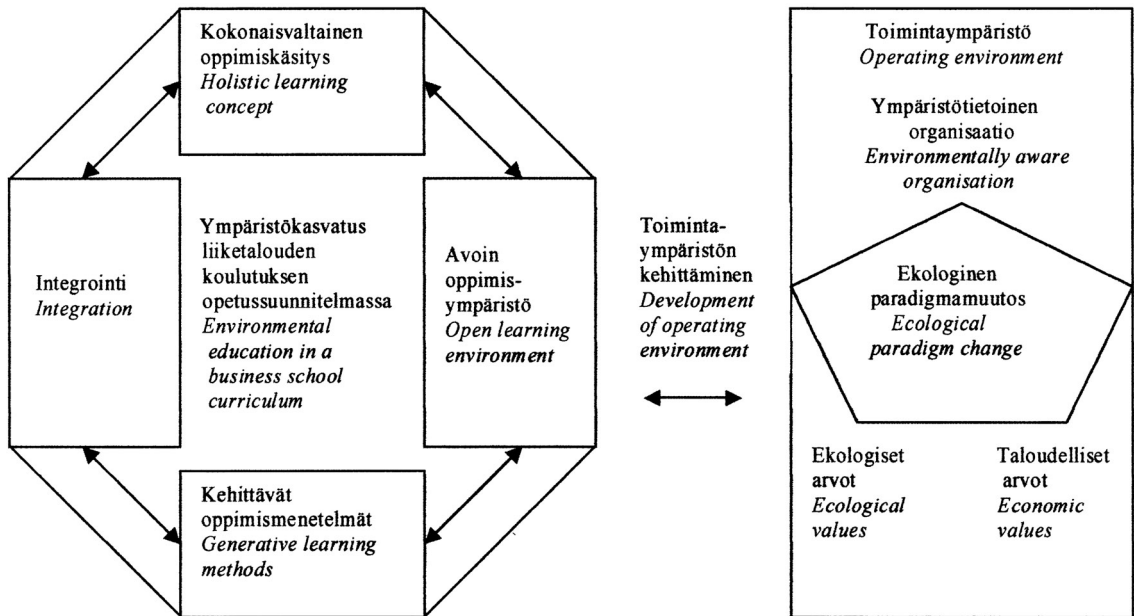 Kokonaisvaltainen
oppimiskäsitys
Holistic learning
concept
Integrointi
Integration
Ympäristökasvatus
liiketalouden
koulutuksen
opetussuunnitelmassa
Environmental
education in a
business school
curriculum
Avoin
oppimis-
ympäristö
Open learning
environment
Kehittävät
oppimismenetelmät
Generative learning
methods
Toiminta-
ympäristön
kehittäminen
Development
of operating
environment
Toimintaympäristö
Operating environment
Ympäristötietoinen
organisaatio
Environmentally aware
organisation
Ekologinen
paradigmamuutos
Ecological
paradigm change
Ekologiset
arvot
Ecological
values
Taloudelliset
arvot
Economic
values